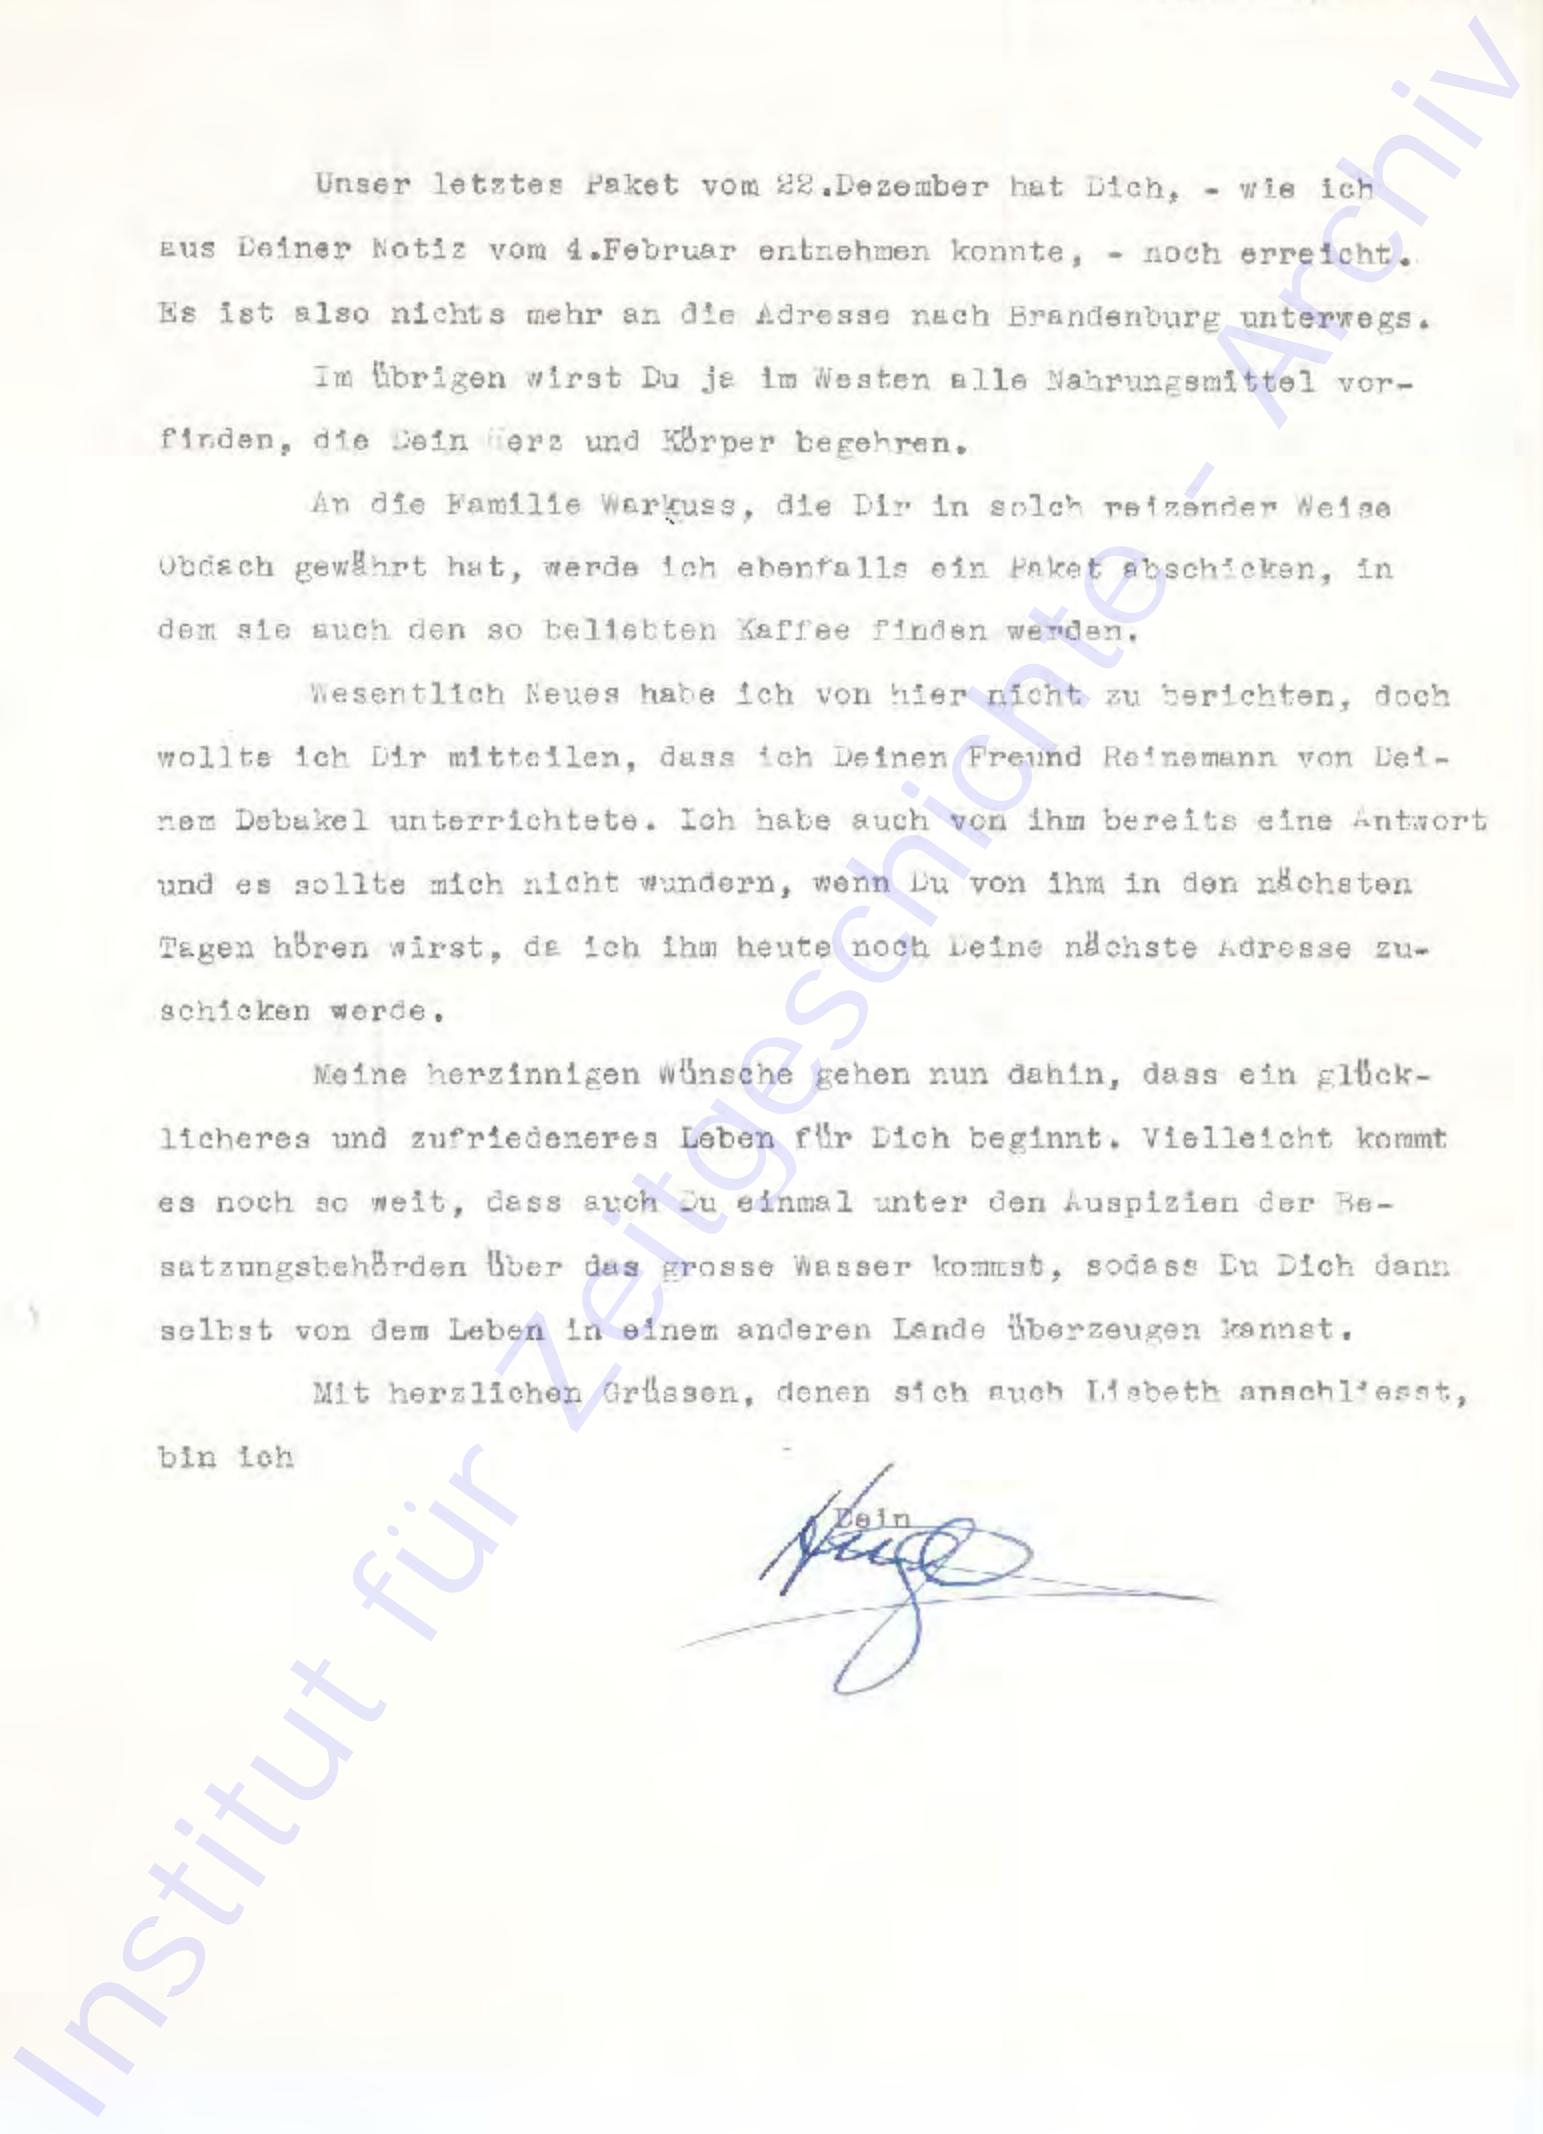 Unser letztes Paket vom 22.Dezember hat Dich, - wie ich
aus Deiner Notiz vom 4.Februar entnehmen konnte, - noch erreicht.
Es ist also nichts mehr an die Adresse nach Brandenburg unterwegs.
Im übrigen wirst Du ja im Westen alle Nahrungsmittel vor-
finden, die Dein Herz und Körper begehren.
An die Familie Warkuss, die Dir in solch reizender Weise
Obdach gewährt hat, werde ich ebenfalls ein Paket abschicken, in
dem sie auch den so beliebten Kaffee finden werden.
Wesentlich Neues habe ich von hier nicht zu berichten, doch
wollte ich Dir mitteilen, dass ich Deinen Freund Reinemann von Dei-
nem Debakel unterrichtete. Ich habe auch von ihm bereits eine Antwort
und es sollte mich nicht wundern, wenn Du von ihm in den nächsten
Tagen hören wirst, da ich ihm heute noch Deine nächste Adresse zu-
schicken werde.
Meine herzinnigen Wünsche gehen nun dahin, dass ein glück-
licheres und zufriedeneres Leben für Dich beginnt. Vielleicht kommt
es noch so weit, dass auch Du einmal unter den Auspizien der Be-
satzungsbehörden über das grosse Wasser kommst, sodass Du Dich dann
selbst von dem Leben in einem anderen Lande überzeugen kannst.
Mit herzlichen Grüssen, denen sich auch Lisbeth anschliesst,
bin ich
Dein
Hugo
Institut für Zeitgeschichte - Archiv